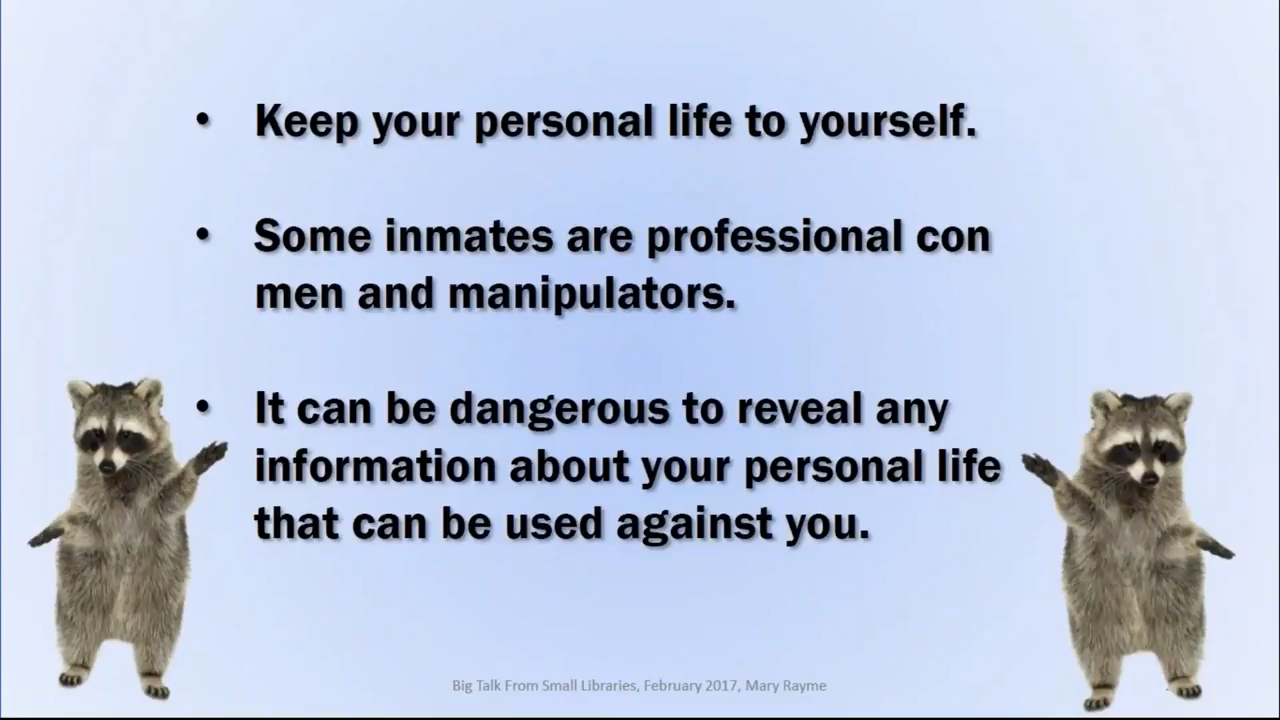 • Keep your personal life to yourself.
• Some inmates are professional con
men and manipulators.
• It can be dangerous to reveal any
information about your personal life
that can be used against you.
Big Talk From Small Libraries, February 2017, Mary Rayme